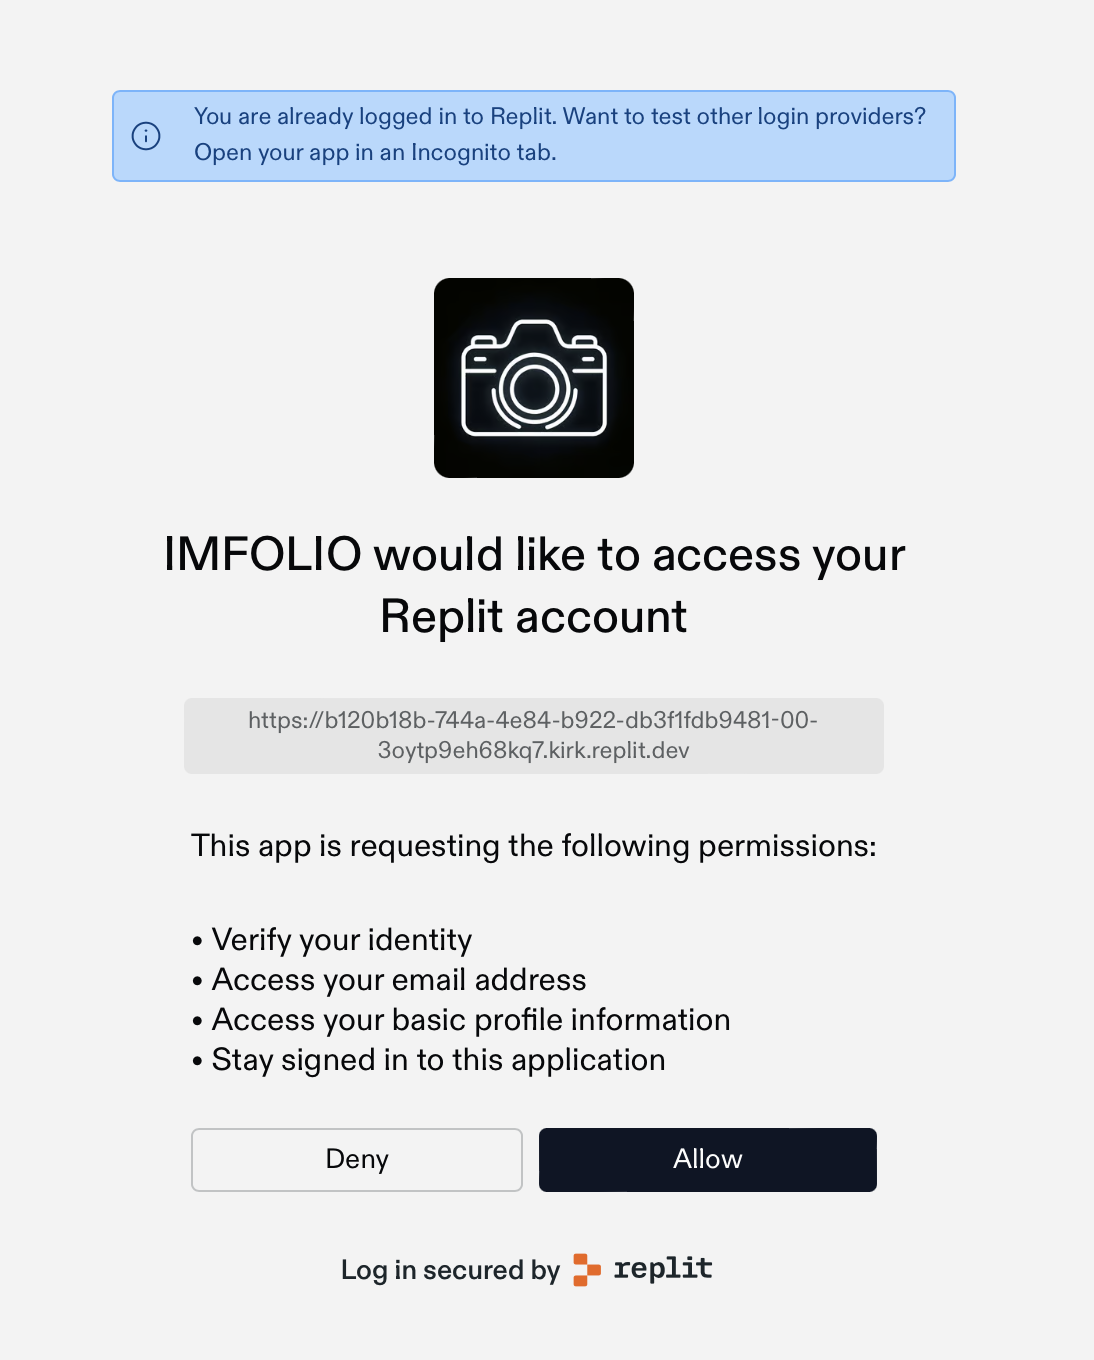 You are already logged in to Replit. Want to test other login providers?
Open your app in an Incognito tab.
IMFOLIO would like to access your
Replit account
https://b120b18b-744a-4e84-b922-db3f1fdb9481-00-
3oytp9eh68kq7.kirk.replit.dev
This app is requesting the following permissions:
• Verify your identity
• Access your email address
• Access your basic profile information
• Stay signed in to this application
Deny
Allow
Log in secured by replit